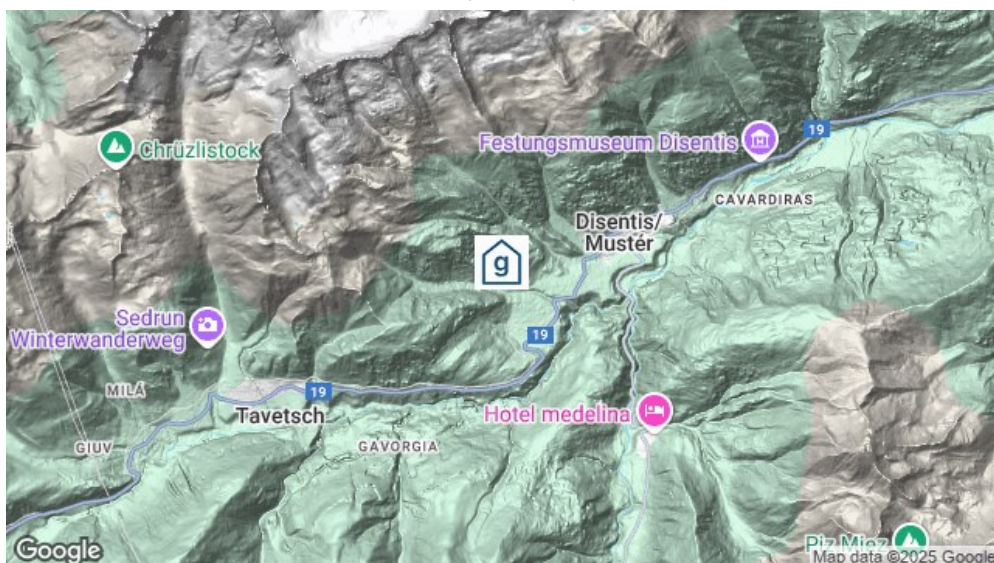 19
Festungsmuseum Disentis
Chrüzlistock
CAVARDIRAS
Disentis/
Mustér
g
Sedrun
Winterwanderweg
19
MILÁ
19
Tavetsch
Hotel medelina
GIUV
GAVORGIA
Piz Miez
Google
Map data ©2025 Google